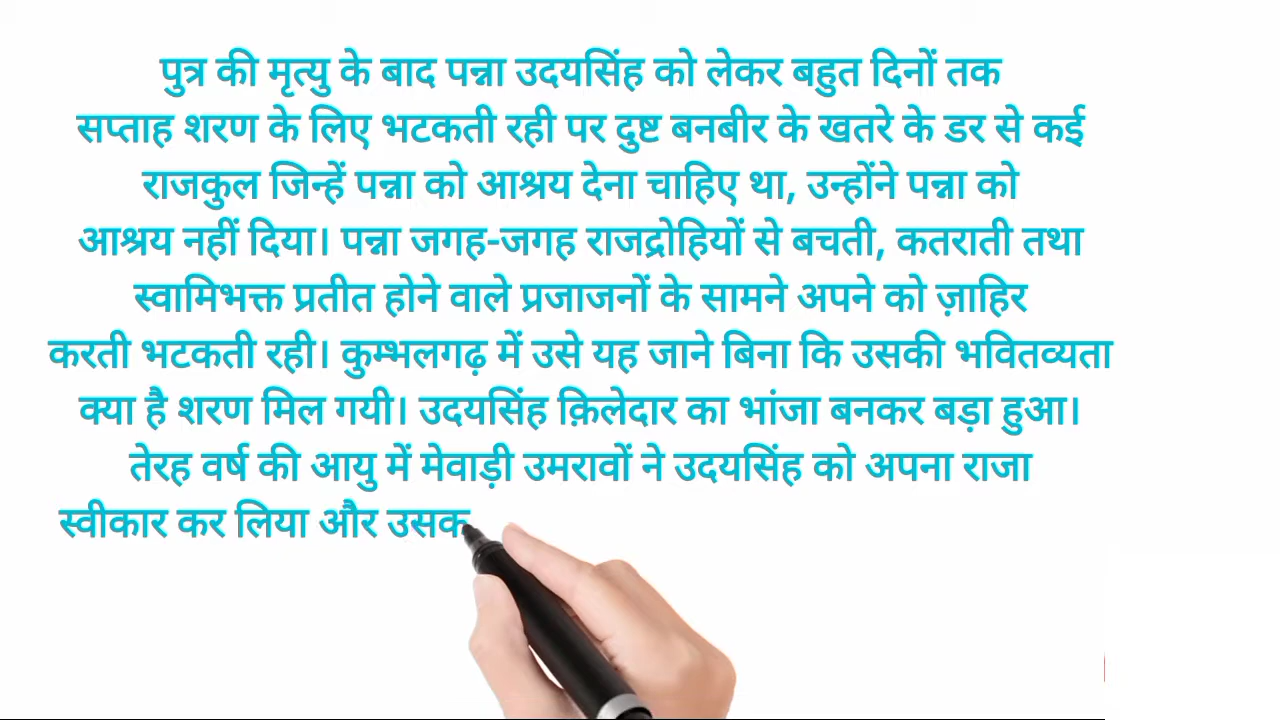 पुत्र की मृत्यु के बाद पन्ना उदयसिंह को लेकर बहुत दिनों तक
सप्ताह शरण के लिए भटकती रही पर दुष्ट बनबीर के खतरे के डर से कई
राजकुल जिन्हें पन्ना को आश्रय देना चाहिए था, उन्होंने पन्ना को
आश्रय नहीं दिया। पन्ना जगह-जगह राजद्रोहियों से बचती, कतराती तथा
स्वामिभक्त प्रतीत होने वाले प्रजाजनों के सामने अपने को ज़ाहिर
करती भटकती रही। कुम्भलगढ़ में उसे यह जाने बिना कि उसकी भवितव्यता
क्या है शरण मिल गयी। उदयसिंह क़िलेदार का भांजा बनकर बड़ा हुआ।
तेरह वर्ष की आयु में मेवाड़ी उमरावों ने उदयसिंह को अपना राजा
स्वीकार कर लिया और उसक